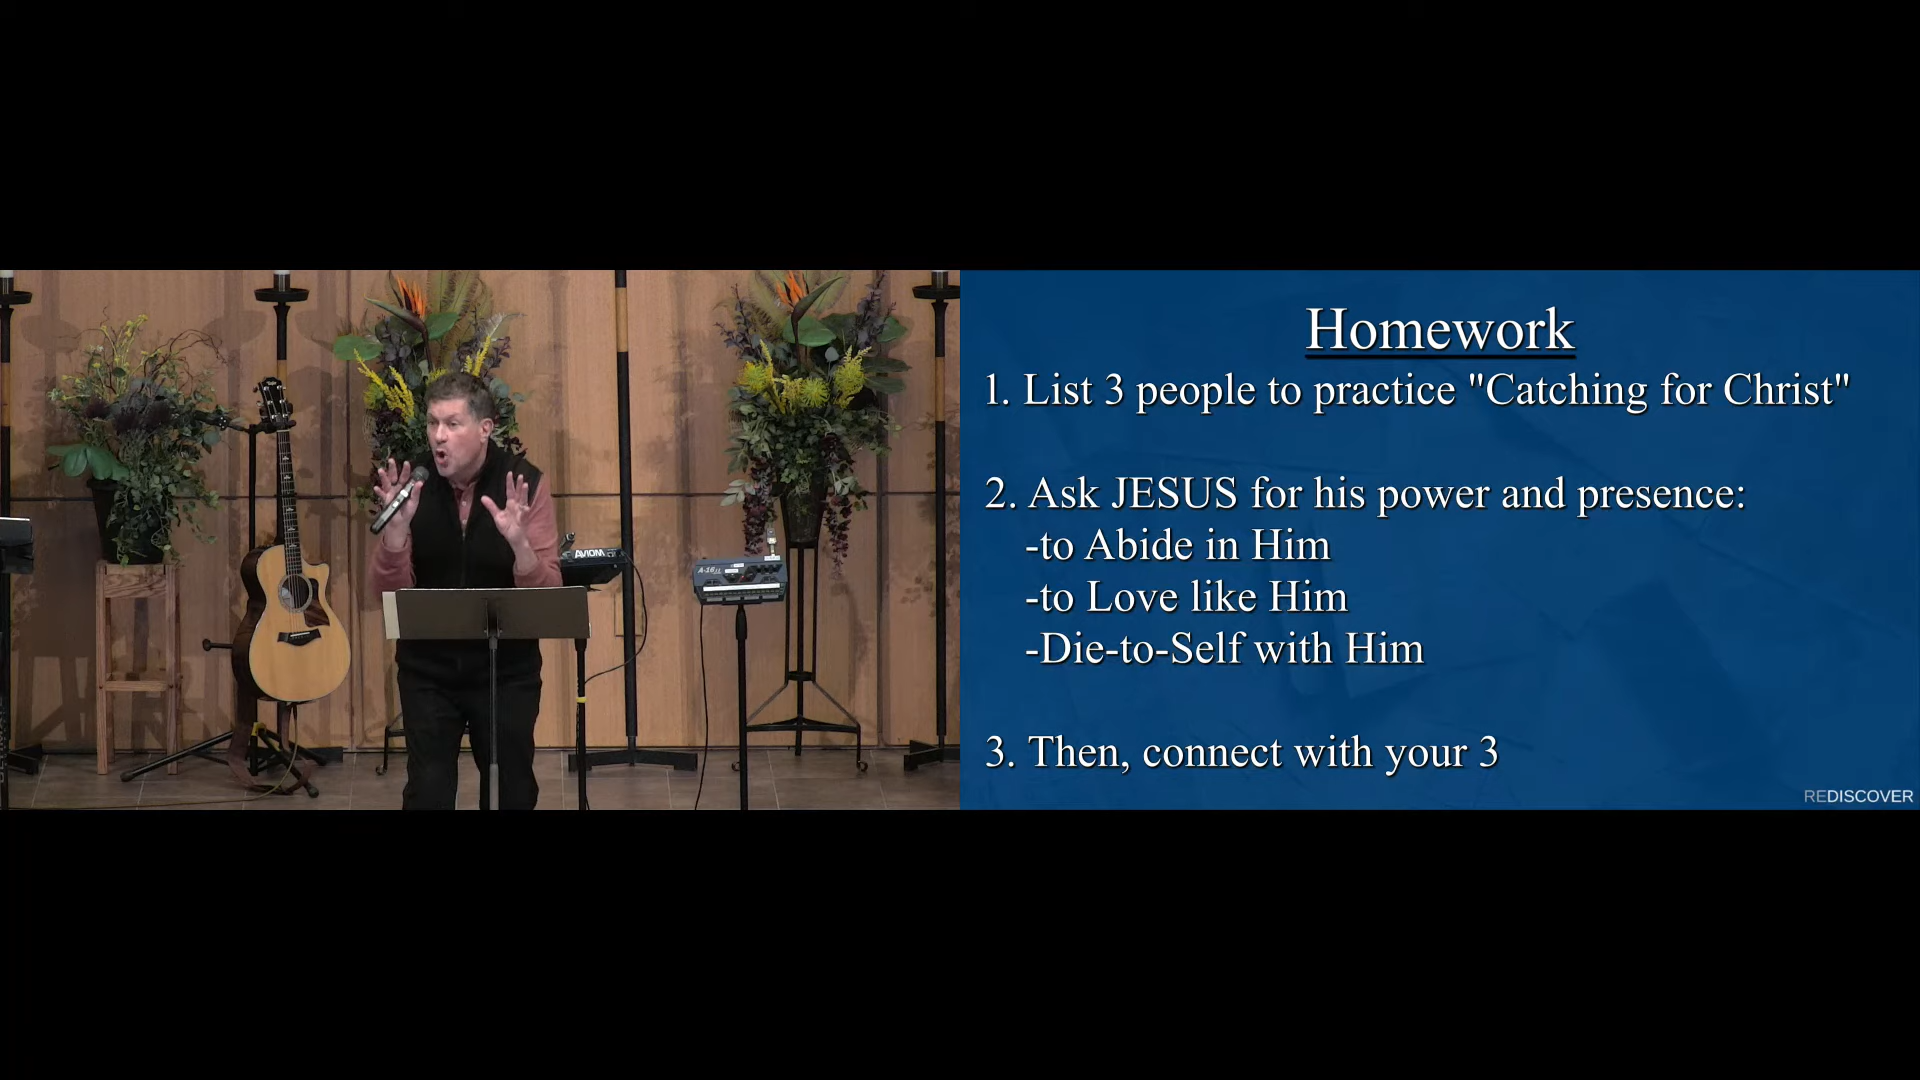 Homework
1. List 3 people to practice "Catching for Christ"
2. Ask JESUS for his power and presence:
-to Abide in Him
-to Love like Him
-Die-to-Self with Him
3. Then, connect with your 3
REDISCOVER
AVIOM
A-16II